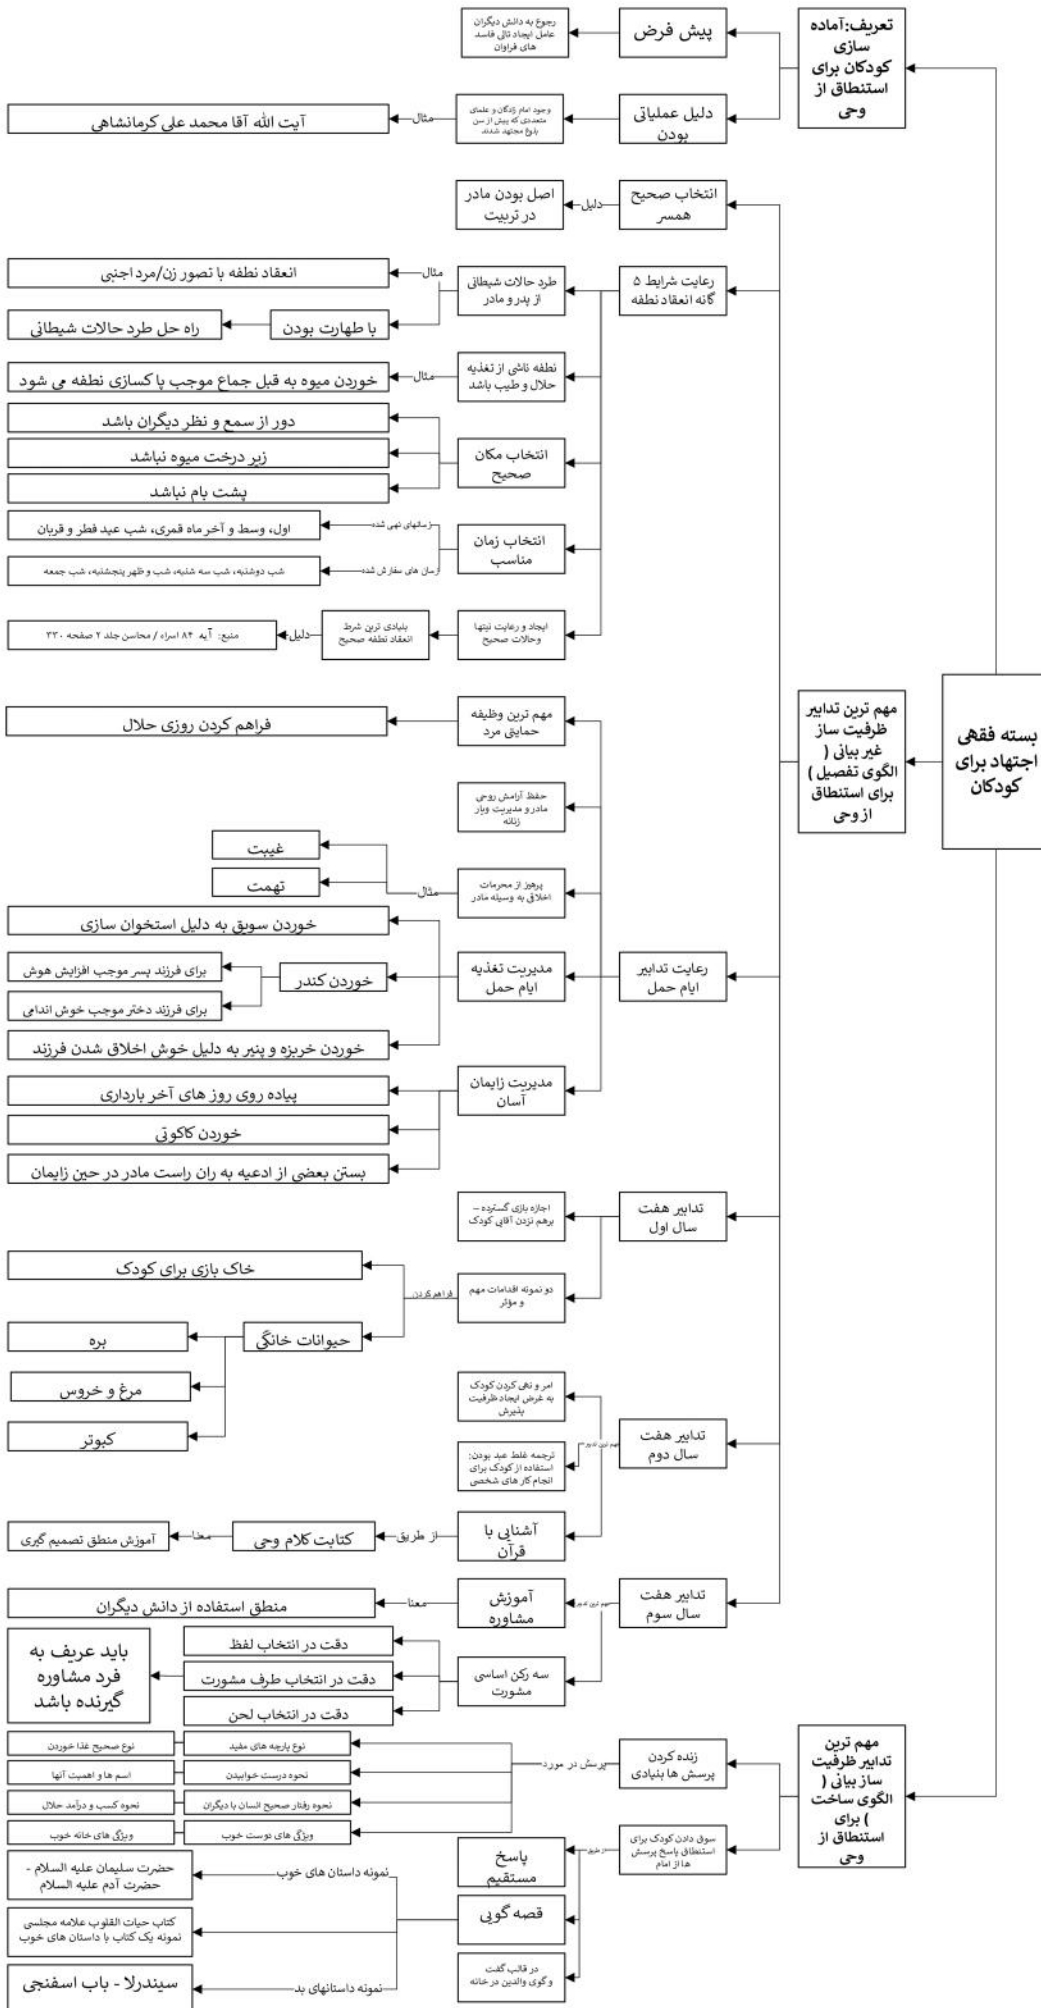 بسته فقهی
اجتهاد برای
کودکان
تعریف:آماده
سازی
کودکان برای
استنطاق از
وحی
پیش فرض
رجوع به دانش دیگران
عامل ایجاد تالی فاسد
های فراوان
دلیل عملیاتی
بودن
وجود امام زادگان و علمای
متعددی که پیش از سن
بلوغ مجتهد شدند
مثال
آیت الله آقا محمد علی کرمانشاهی
مهم ترین تدابیر
ظرفیت ساز
غیر بیانی (
الگوی تفصیل )
برای استنطاق
از وحی
انتخاب صحیح
همسر
دلیل
اصل بودن مادر
در تربیت
رعایت شرایط ۵
گانه انعقاد نطفه
طرد حالات شیطانی
از پدر و مادر
مثال
انعقاد نطفه با تصور زن/مرد اجنبی
با طهارت بودن
راه حل طرد حالات شیطانی
نطفه ناشی از تغذیه
حلال و طیب باشد
مثال
خوردن میوه به قبل جماع موجب پاکسازی نطفه می شود
انتخاب مکان
صحیح
دور از سمع و نظر دیگران باشد
زیر درخت میوه نباشد
پشت بام نباشد
انتخاب زمان
مناسب
زمانهای نهی شده
اول، وسط و آخر ماه قمری، شب عید فطر و قربان
زمان های سفارش شده
شب دوشنبه، شب سه شنبه، شب و ظهر پنجشنبه، شب جمعه
ایجاد و رعایت نیتها
وحالات صحیح
بنیادی ترین شرط
انعقاد نطفه صحیح
دلیل
منبع: آیه ۸۴ اسراء / محاسن جلد ۲ صفحه ۳۳۰
رعایت تدابیر
ایام حمل
مهم ترین وظیفه
حمایتی مرد
فراهم کردن روزی حلال
حفظ آرامش روحی
مادر و مدیریت ویار
زنانه
پرهیز از محرمات
اخلاقی به وسیله مادر
مثال
غیبت
تهمت
مدیریت تغذیه
ایام حمل
خوردن سویق به دلیل استخوان سازی
خوردن کندر
برای فرزند پسر موجب افزایش هوش
برای فرزند دختر موجب خوش اندامی
خوردن خربزه و پنیر به دلیل خوش اخلاق شدن فرزند
مدیریت زایمان
آسان
پیاده روی روز های آخر بارداری
خوردن کاکوتی
بستن بعضی از ادعیه به ران راست مادر در حین زایمان
تدابیر هفت
سال اول
اجازه بازی گسترده –
برهم نزدن آقایی کودک
دو نمونه اقدامات مهم
و مؤثر
فراهم کردن
خاک بازی برای کودک
حیوانات خانگی
بره
مرغ و خروس
کبوتر
تدابیر هفت
سال دوم
مهم ترین تدبیر
امر و نهی کردن کودک
به غرض ایجاد ظرفیت
پذیرش
ترجمه غلط عبد بودن:
استفاده از کودک برای
انجام کار های شخصی
آشنایی با
قرآن
از طریق
کتابت کلام وحی
معنا
آموزش منطق تصمیم گیری
تدابیر هفت
سال سوم
مهم ترین تدبیر
آموزش
مشاوره
معنا
منطق استفاده از دانش دیگران
سه رکن اساسی
مشورت
دقت در انتخاب لفظ
دقت در انتخاب طرف مشورت
باید عریف به
فرد مشاوره
گیرنده باشد
دقت در انتخاب لحن
مهم ترین
تدابیر ظرفیت
ساز بیانی (
الگوی ساخت
) برای
استنطاق از
وحی
زنده کردن
پرسش ها بنیادی
پرسش در مورد
نوع پارچه های مفید
نوع صحیح غذا خوردن
نحوه درست خوابیدن
اسم ها و اهمیت آنها
نحوه رفتار صحیح انسان با دیگران
نحوه کسب و درآمد حلال
ویژگی های دوست خوب
ویژگی های خانه خوب
سوق دادن کودک برای
استنطاق پاسخ پرسش
ها از امام
از طریق
پاسخ
مستقیم
قصه گویی
نمونه داستان های خوب
حضرت سلیمان علیه السلام -
حضرت آدم علیه السلام
کتاب حیات القلوب علامه مجلسی
نمونه یک کتاب با داستان های خوب
نمونه داستانهای بد
سیندرلا - باب اسفنجی
در قالب گفت
و گوی والدین در خانه